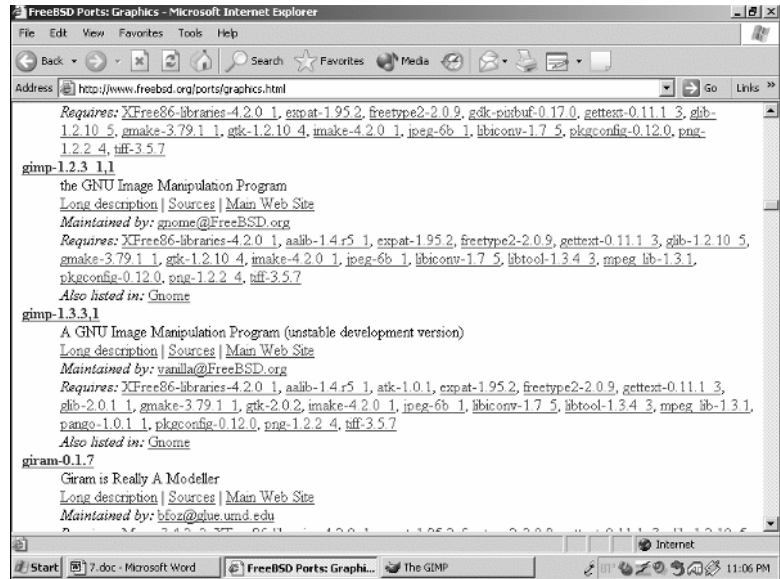 FreeBSD Ports: Graphics - Microsoft Internet Explorer
File Edit View Favorites Tools Help
Back Search Favorites Media
Address http://www.freebsd.org/ports/graphics.html Go Links »
Requires: XFree86-libraries-4.2.0_1, expat-1.95.2, freetype2-2.0.9, gdk-pixbuf-0.17.0, gettext-0.11.1_3, glib-
1.2.10_5, gmake-3.79.1_1, gtk-1.2.10_4, imake-4.2.0_1, jpeg-6b_1, libiconv-1.7_5, pkgconfig-0.12.0, png-
1.2.2_4, tiff-3.5.7
gimp-1.2.3_1,1
the GNU Image Manipulation Program
Long description | Sources | Main Web Site
Maintained by: gnome@FreeBSD.org
Requires: XFree86-libraries-4.2.0_1, aalib-1.4.r5_1, expat-1.95.2, freetype2-2.0.9, gettext-0.11.1_3, glib-1.2.10_5,
gmake-3.79.1_1, gtk-1.2.10_4, imake-4.2.0_1, jpeg-6b_1, libiconv-1.7_5, libtool-1.3.4_3, mpeg_lib-1.3.1,
pkgconfig-0.12.0, png-1.2.2_4, tiff-3.5.7
Also listed in: Gnome
gimp-1.3.3,1
A GNU Image Manipulation Program (unstable development version)
Long description | Sources | Main Web Site
Maintained by: vanilla@FreeBSD.org
Requires: XFree86-libraries-4.2.0_1, aalib-1.4.r5_1, atk-1.0.1, expat-1.95.2, freetype2-2.0.9, gettext-0.11.1_3,
glib-2.0.1_1, gmake-3.79.1_1, gtk-2.0.2, imake-4.2.0_1, jpeg-6b_1, libiconv-1.7_5, libtool-1.3.4_3, mpeg_lib-1.3.1,
pango-1.0.1_1, pkgconfig-0.12.0, png-1.2.2_4, tiff-3.5.7
Also listed in: Gnome
giram-0.1.7
Giram is Really A Modeller
Long description | Sources | Main Web Site
Maintained by: bfoz@glue.umd.edu
Internet
Start 7.doc - Microsoft Word FreeBSD Ports: Graphi... The GIMP 11:06 PM